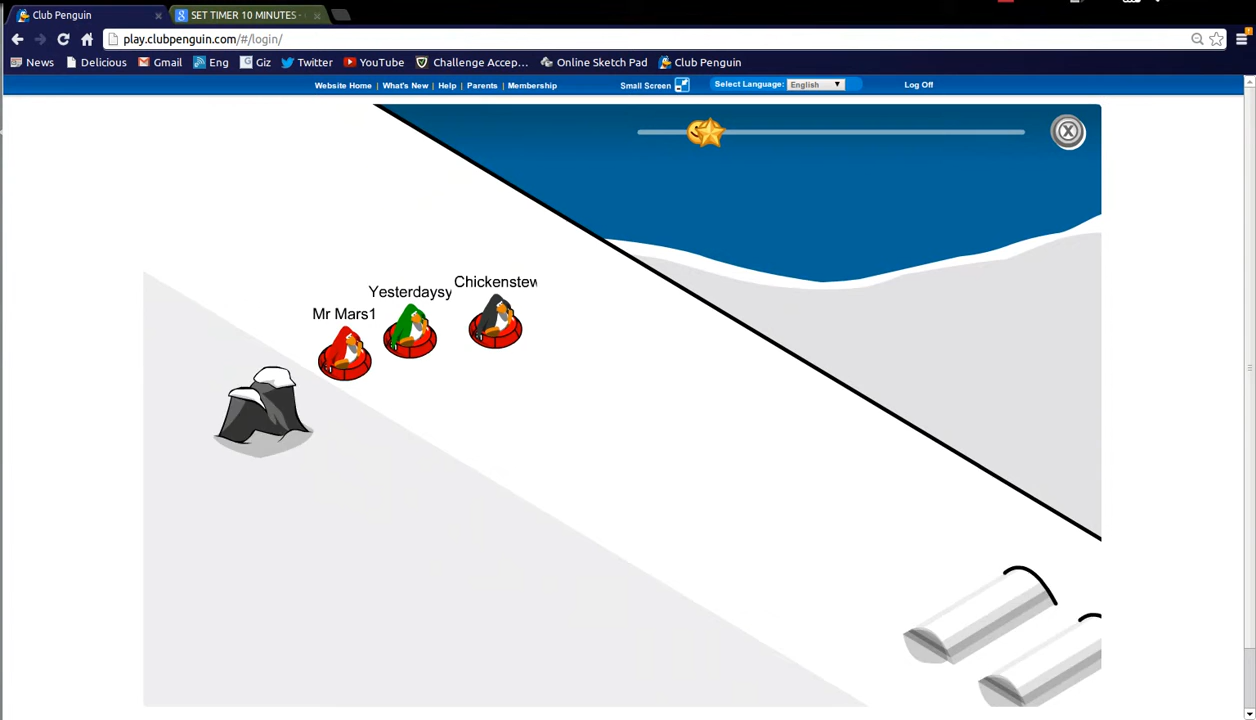 Club Penguin
SET TIMER 10 MINUTES -
play.clubpenguin.com/#/login/
News Delicious Gmail Eng Giz Twitter YouTube Challenge Accep... Online Sketch Pad Club Penguin
Website Home | What's New | Help | Parents | Membership Small Screen Select Language: English Log Off
Chickenstew
Yesterdaysy
Mr Mars1